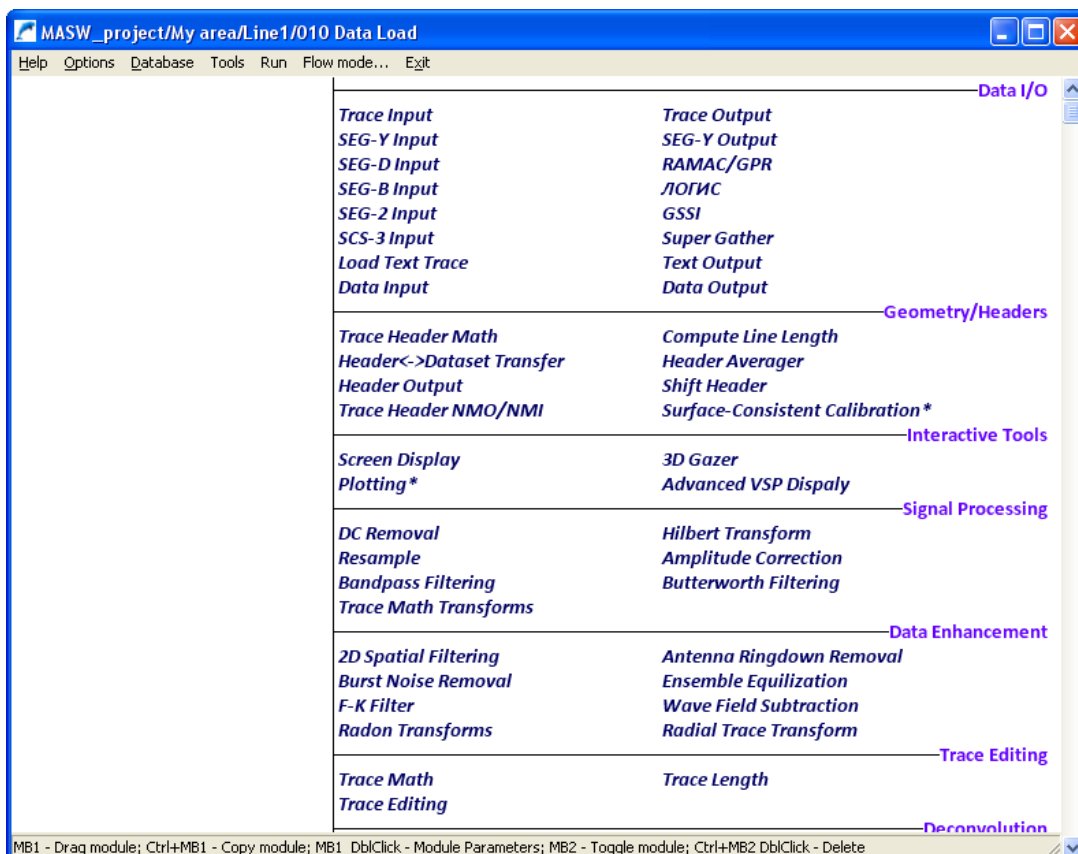 MASW_project/My area/Line1/010 Data Load
Help Options Database Tools Run Flow mode... Exit
Data I/O
Trace Input Trace Output
SEG-Y Input SEG-Y Output
SEG-D Input RAMAC/GPR
SEG-B Input ЛОГИС
SEG-2 Input GSSI
SCS-3 Input Super Gather
Load Text Trace Text Output
Data Input Data Output
Geometry/Headers
Trace Header Math Compute Line Length
Header<->Dataset Transfer Header Averager
Header Output Shift Header
Trace Header NMO/NMI Surface-Consistent Calibration*
Interactive Tools
Screen Display 3D Gazer
Plotting* Advanced VSP Dispaly
Signal Processing
DC Removal Hilbert Transform
Resample Amplitude Correction
Bandpass Filtering Butterworth Filtering
Trace Math Transforms
Data Enhancement
2D Spatial Filtering Antenna Ringdown Removal
Burst Noise Removal Ensemble Equilization
F-K Filter Wave Field Subtraction
Radon Transforms Radial Trace Transform
Trace Editing
Trace Math Trace Length
Trace Editing
Deconvolution
MB1 - Drag module; Ctrl+MB1 - Copy module; MB1 DblClick - Module Parameters; MB2 - Toggle module; Ctrl+MB2 DblClick - Delete